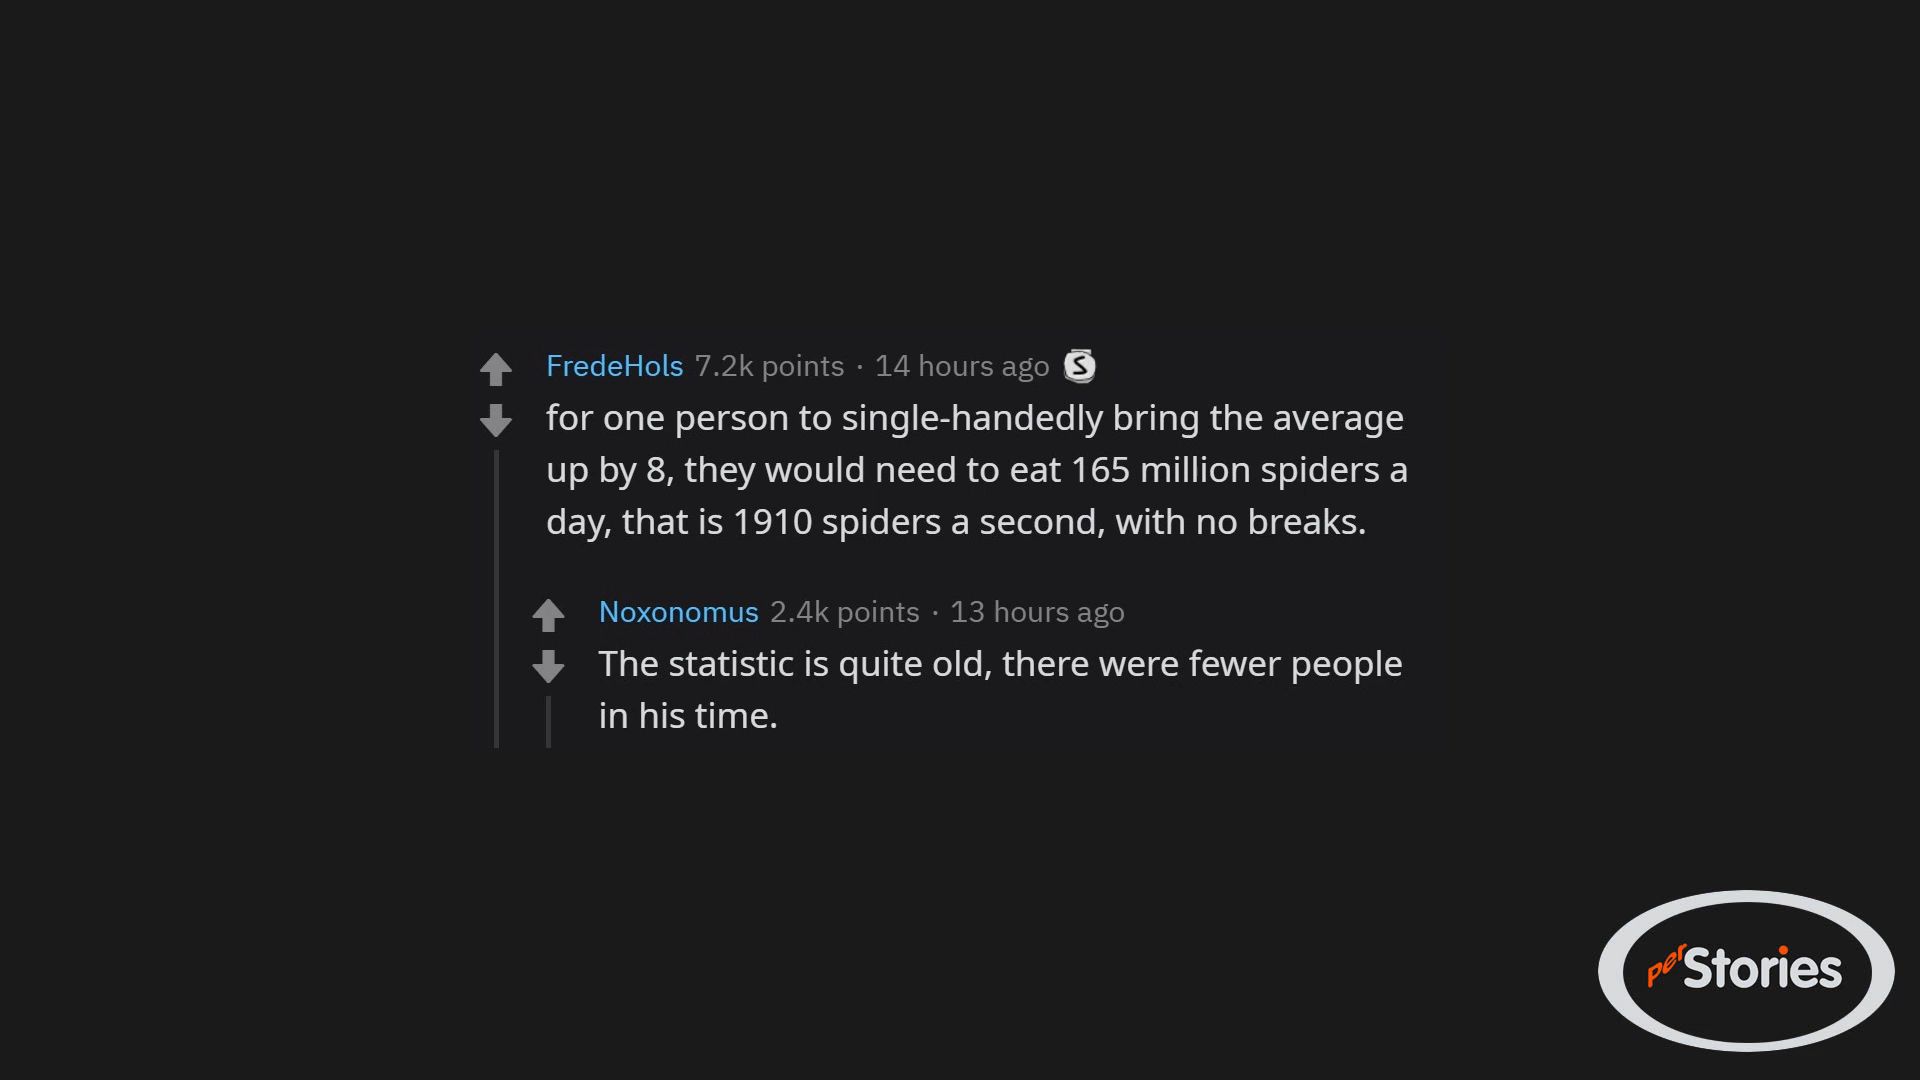 FredeHols 7.2k points · 14 hours ago S
for one person to single-handedly bring the average
up by 8, they would need to eat 165 million spiders a
day, that is 1910 spiders a second, with no breaks.
Noxonomus 2.4k points · 13 hours ago
The statistic is quite old, there were fewer people
in his time.
perStories